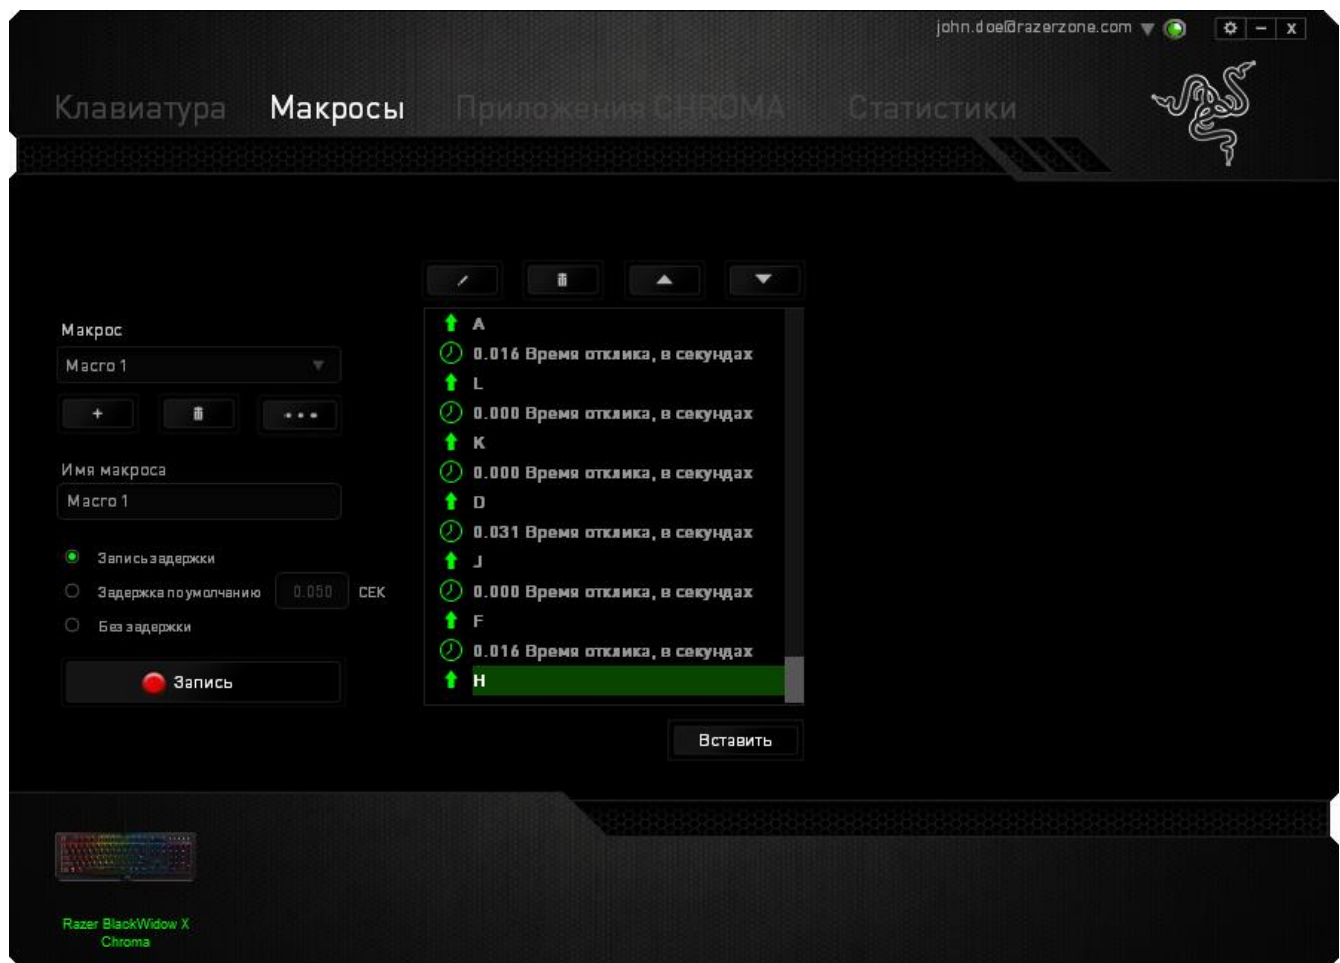 john.doe@razerzone.com
Клавиатура Макросы Приложения CHROMA Статистики
Макрос
Macro 1
Имя макроса
Macro 1
Запись задержки
Задержка по умолчанию 0.050 СЕК
Без задержки
Запись
A
0.016 Время отклика, в секундах
L
0.000 Время отклика, в секундах
K
0.000 Время отклика, в секундах
D
0.031 Время отклика, в секундах
J
0.000 Время отклика, в секундах
F
0.016 Время отклика, в секундах
H
Вставить
Razer BlackWidow X
Chroma